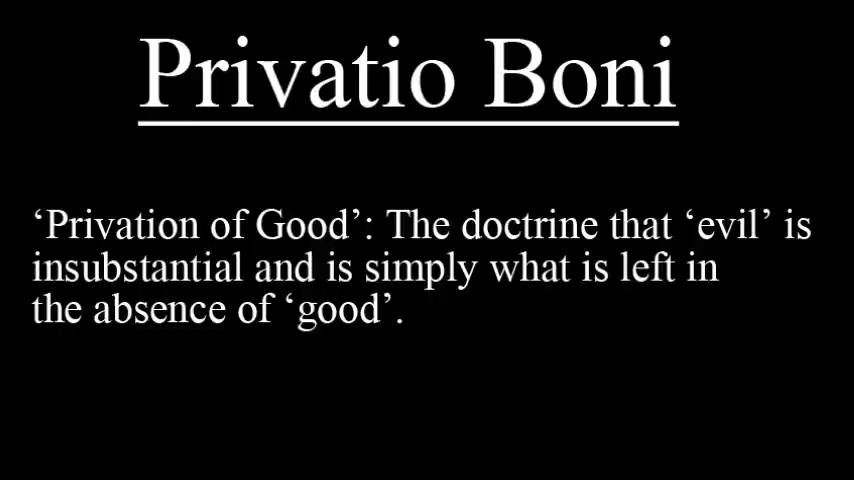 Privatio Boni
‘Privation of Good’: The doctrine that ‘evil’ is
insubstantial and is simply what is left in
the absence of ‘good’.